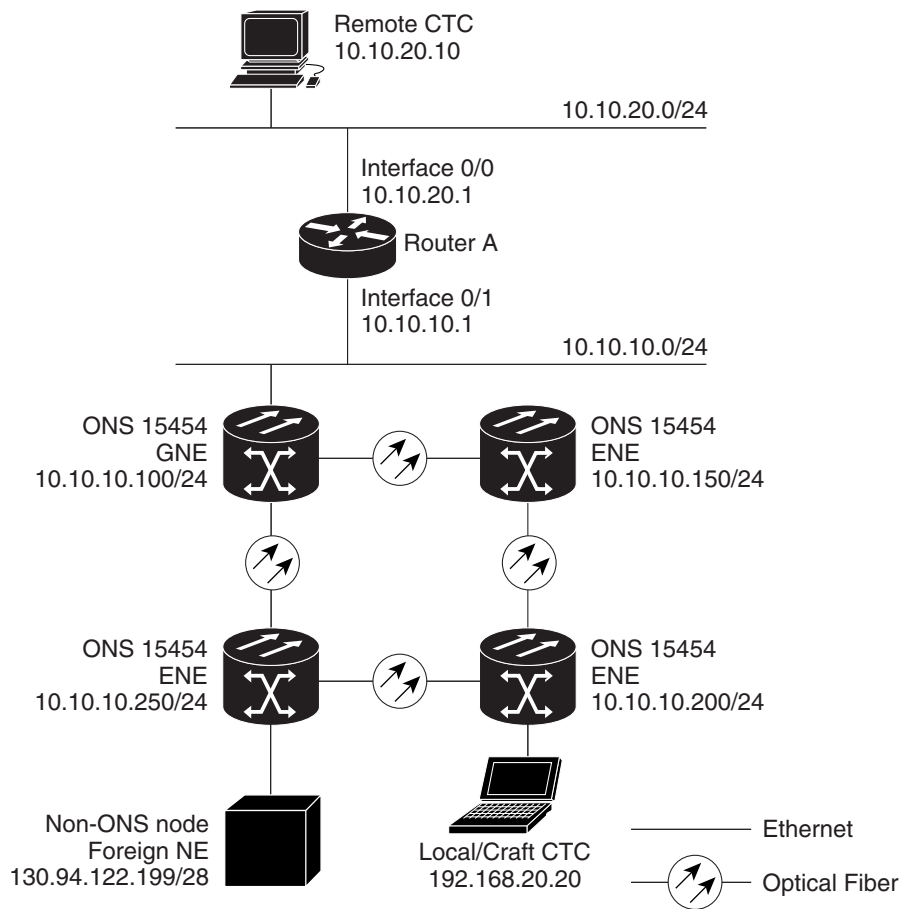 Remote CTC
10.10.20.10
10.10.20.0/24
Interface 0/0
10.10.20.1
Router A
Interface 0/1
10.10.10.1
10.10.10.0/24
ONS 15454
GNE
10.10.10.100/24
ONS 15454
ENE
10.10.10.150/24
ONS 15454
ENE
10.10.10.250/24
ONS 15454
ENE
10.10.10.200/24
Non-ONS node
Foreign NE
130.94.122.199/28
Local/Craft CTC
192.168.20.20
Ethernet
Optical Fiber